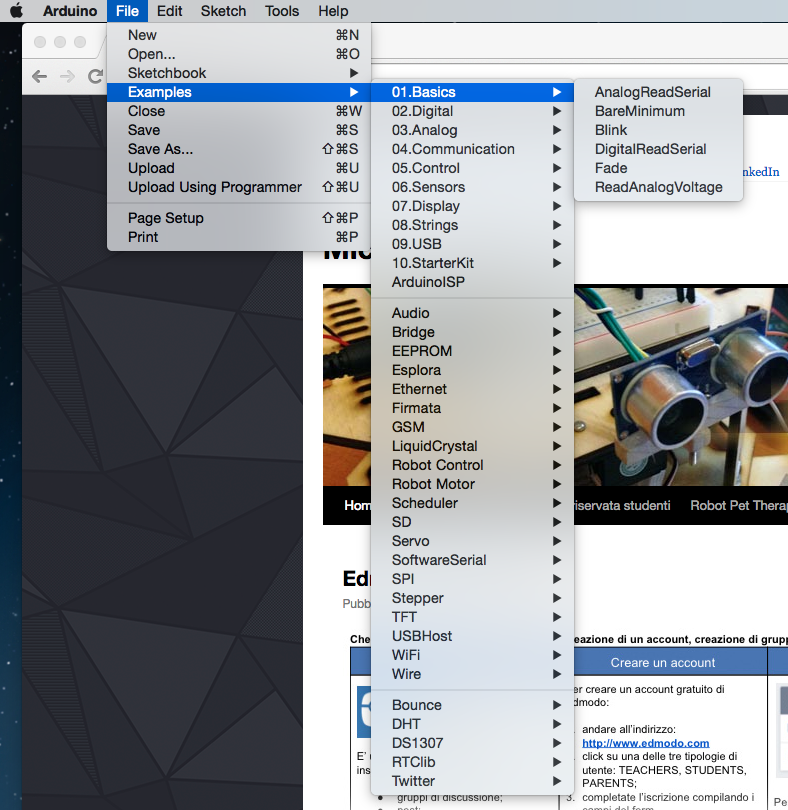 Arduino File Edit Sketch Tools Help
New ⌘N
Open... ⌘O
Sketchbook
Examples
Close ⌘W
Save ⌘S
Save As... ⇧⌘S
Upload ⌘U
Upload Using Programmer ⇧⌘U
Page Setup ⇧⌘P
Print ⌘P
01.Basics
02.Digital
03.Analog
04.Communication
05.Control
06.Sensors
07.Display
08.Strings
09.USB
10.StarterKit
ArduinoISP
Audio
Bridge
EEPROM
Esplora
Ethernet
Firmata
GSM
LiquidCrystal
Robot Control
Robot Motor
Scheduler
SD
Servo
SoftwareSerial
SPI
Stepper
TFT
USBHost
WiFi
Wire
Bounce
DHT
DS1307
RTClib
Twitter
AnalogReadSerial
BareMinimum
Blink
DigitalReadSerial
Fade
ReadAnalogVoltage
nkedIn
Hom
iservata studenti Robot Pet Thera
Ed
Pubb
Che
eazione di un account, creazione di grupp
Creare un account
er creare un account gratuito di
dmodo:
andare all'indirizzo:
http://www.edmodo.com
click su una delle tre tipologie di
utente: TEACHERS, STUDENTS,
PARENTS;
3. completate l'iscrizione compilando i
campi del form
E'
ins
• gruppi di discussione;
• post;
Pe